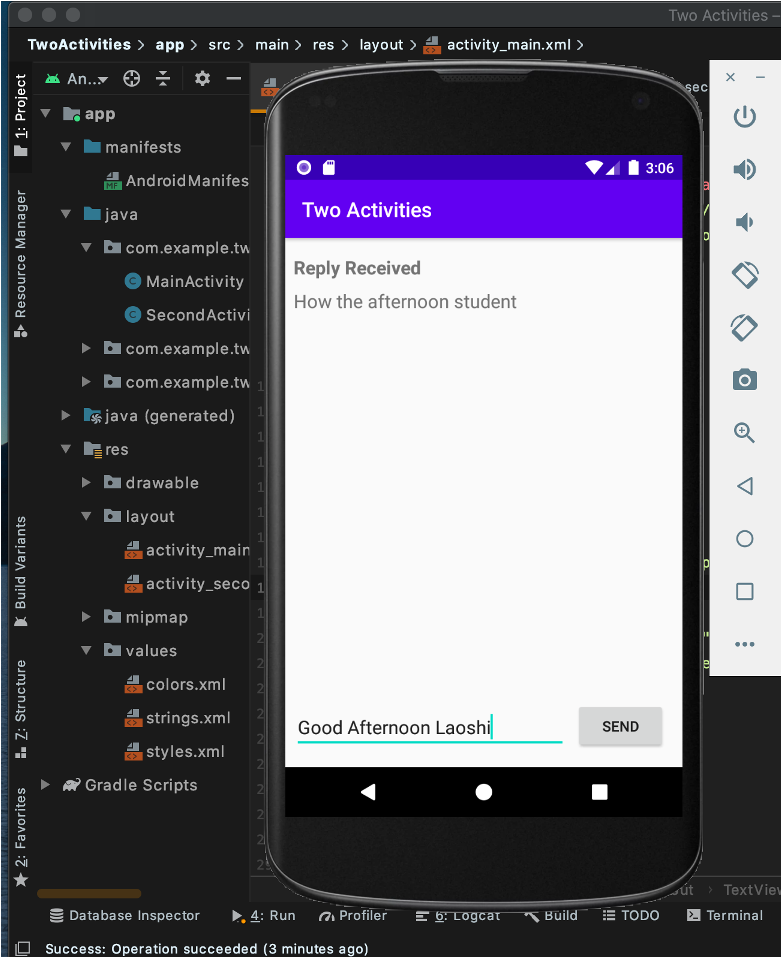 Two Activities –
TwoActivities > app > src > main > res > layout > activity_main.xml >
1: Project
An...
sec
app
manifests
AndroidManifes
java
com.example.tw
MainActivity
SecondActivi
com.example.tw
com.example.tw
java (generated)
res
drawable
layout
activity_main
activity_seco
mipmap
values
colors.xml
strings.xml
styles.xml
Gradle Scripts
Resource Manager
Build Variants
Z: Structure
2: Favorites
3:06
Two Activities
Reply Received
How the afternoon student
Good Afternoon Laoshi
SEND
TextView
Database Inspector
4: Run
Profiler
6: Logcat
Build
TODO
Terminal
Success: Operation succeeded (3 minutes ago)